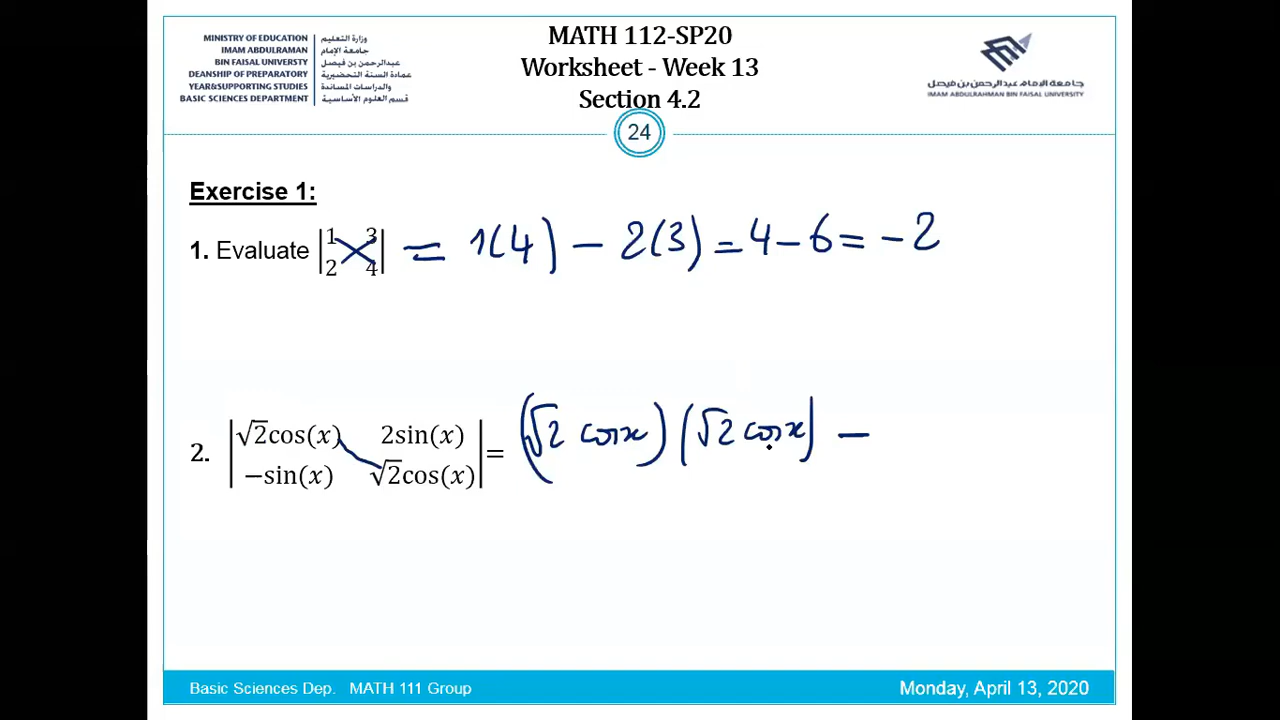 MINISTRY OF EDUCATION
IMAM ABDULRAMAN
BIN FAISAL UNIVERSTY
DEANSHIP OF PREPARATORY
YEAR&SUPPORTING STUDIES
BASIC SCIENCES DEPARTMENT
وزارة التعليم
جامعة الإمام
عبدالرحمن بن فيصل
عمادة السنة التحضيرية
والدراسات المساندة
قسم العلوم الأساسية
MATH 112-SP20
Worksheet - Week 13
Section 4.2
جامعة الإمام عبدالرحمن بن فيصل
IMAM ABDULRAHMAN BIN FAISAL UNIVERSITY
24
Exercise 1:
1. Evaluate |1 3
2 4| = 1(4) - 2(3) = 4 - 6 = -2
2. |√2cos(x) 2sin(x)
−sin(x) √2cos(x)| = (√2 cosx) (√2 cosx) -
Basic Sciences Dep. MATH 111 Group
Monday, April 13, 2020